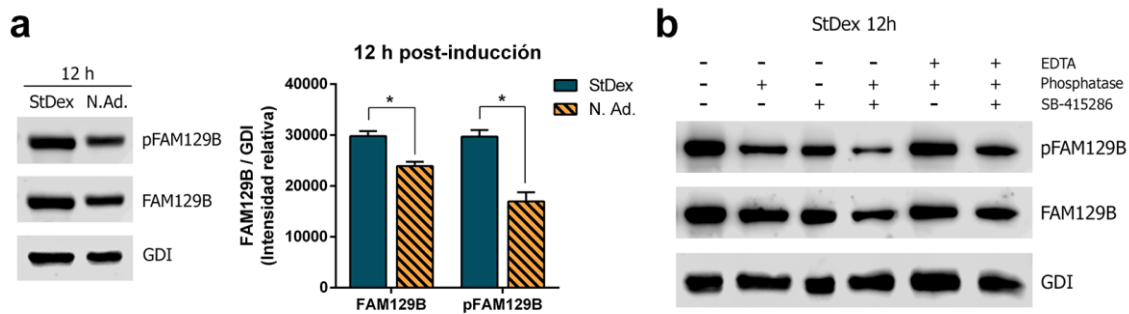 a
12 h
StDex N.Ad.
pFAM129B
FAM129B
GDI
12 h post-inducción
FAM129B / GDI
(Intensidad relativa)
40000
30000
20000
10000
0
* *
FAM129B pFAM129B
StDex
N. Ad.
b
StDex 12h
- - - - + + EDTA
- + - + + + Phosphatase
- - + + - + SB-415286
pFAM129B
FAM129B
GDI